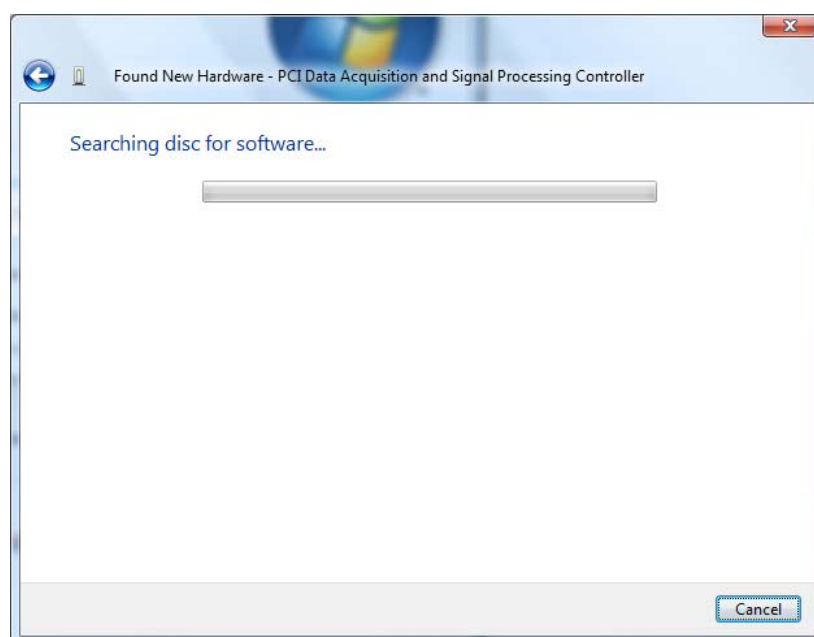 Found New Hardware - PCI Data Acquisition and Signal Processing Controller
Searching disc for software...
Cancel